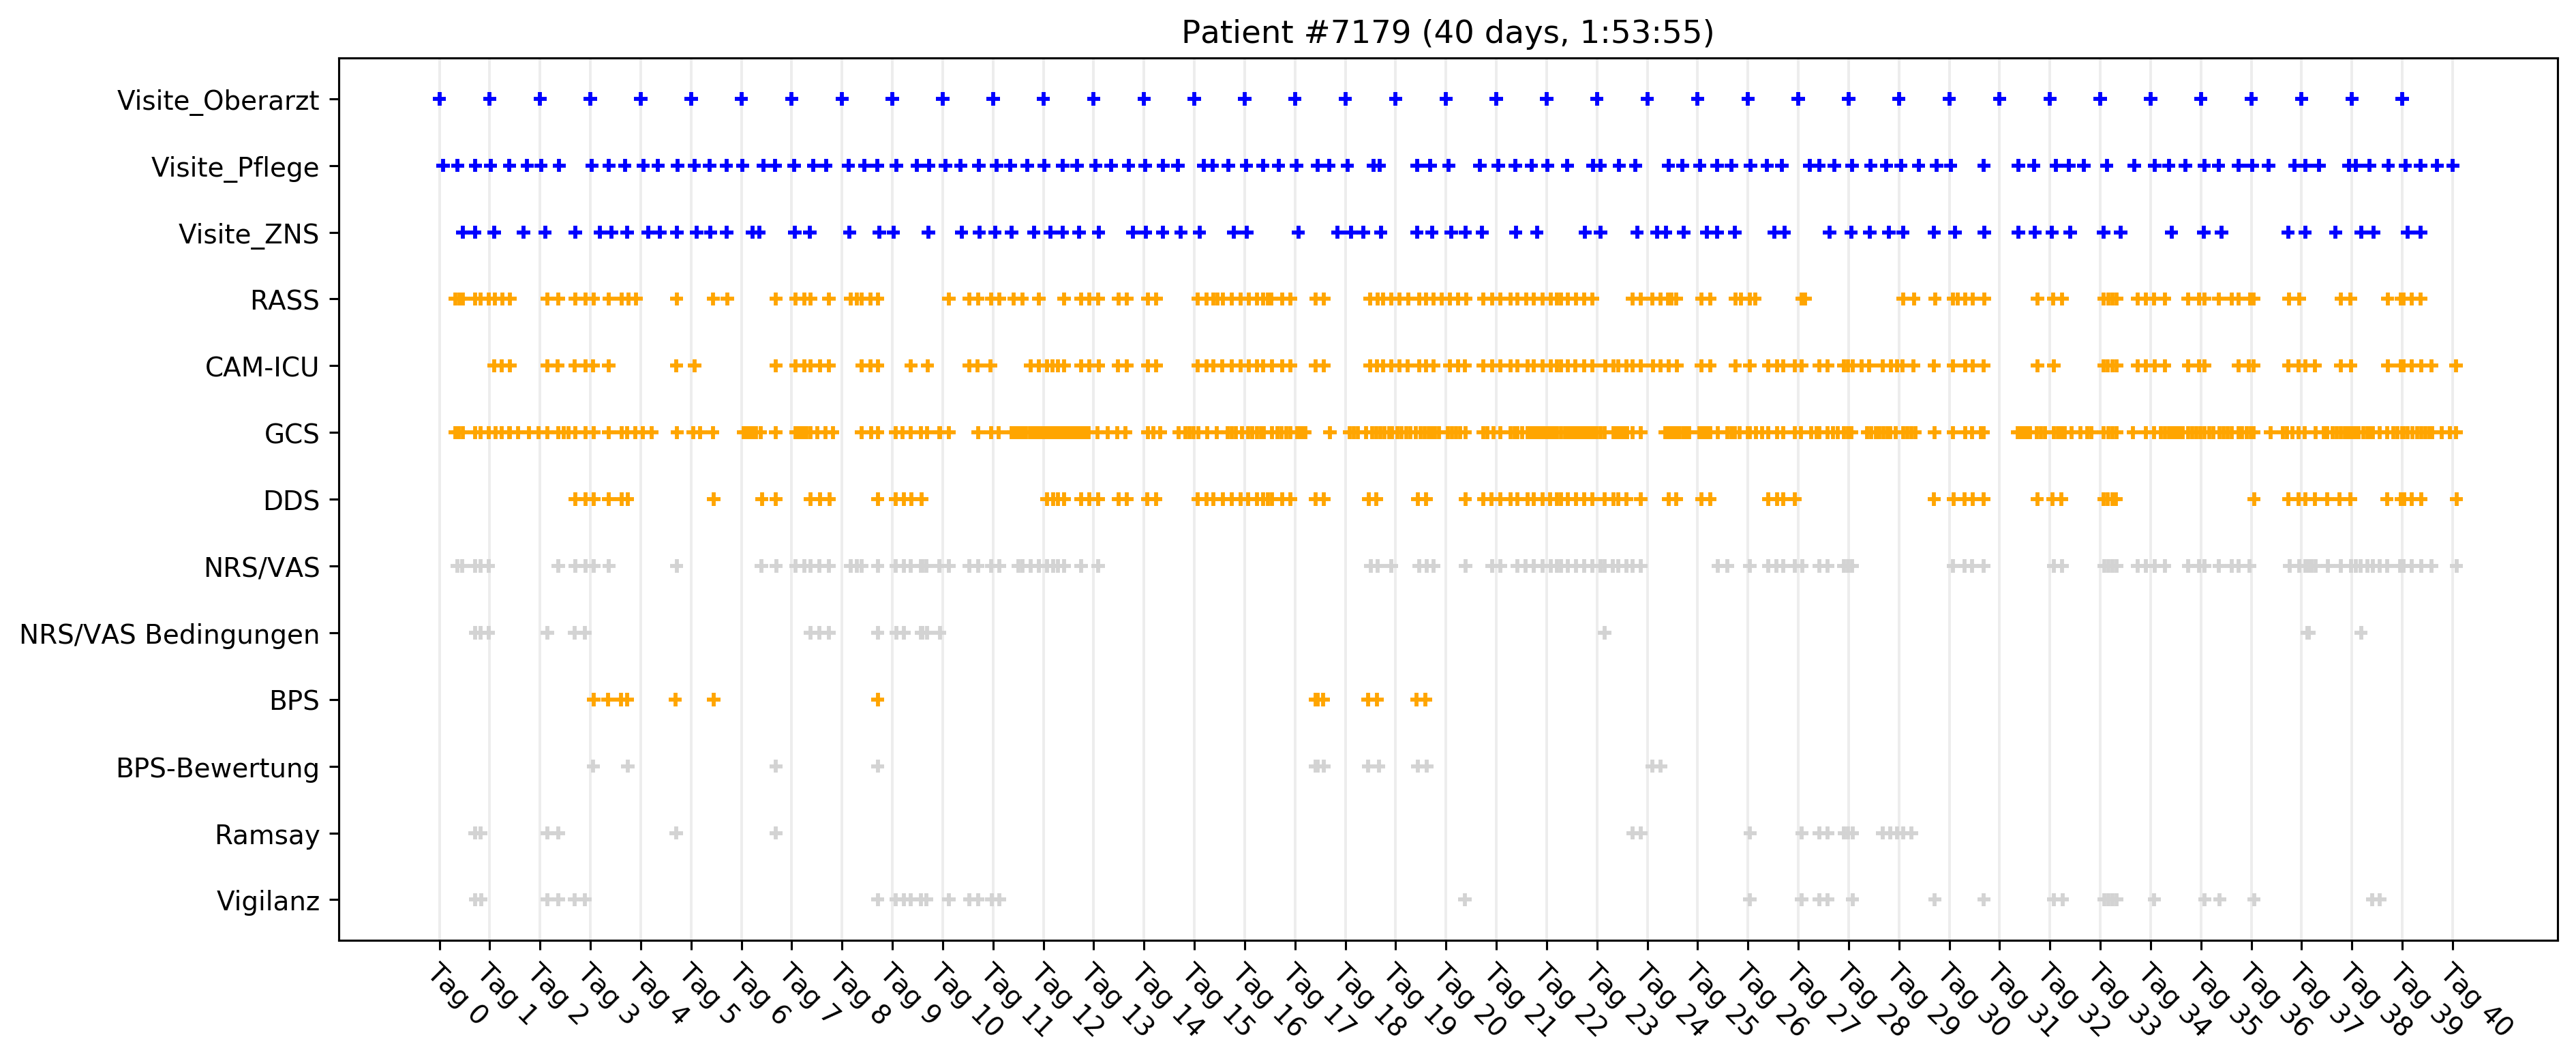 Patient #7179 (40 days, 1:53:55)
Visite_Oberarzt
Visite_Pflege
Visite_ZNS
RASS
CAM-ICU
GCS
DDS
NRS/VAS
NRS/VAS Bedingungen
BPS
BPS-Bewertung
Ramsay
Vigilanz
Tag 0
Tag 1
Tag 2
Tag 3
Tag 4
Tag 5
Tag 6
Tag 7
Tag 8
Tag 9
Tag 10
Tag 11
Tag 12
Tag 13
Tag 14
Tag 15
Tag 16
Tag 17
Tag 18
Tag 19
Tag 20
Tag 21
Tag 22
Tag 23
Tag 24
Tag 25
Tag 26
Tag 27
Tag 28
Tag 29
Tag 30
Tag 31
Tag 32
Tag 33
Tag 34
Tag 35
Tag 36
Tag 37
Tag 38
Tag 39
Tag 40